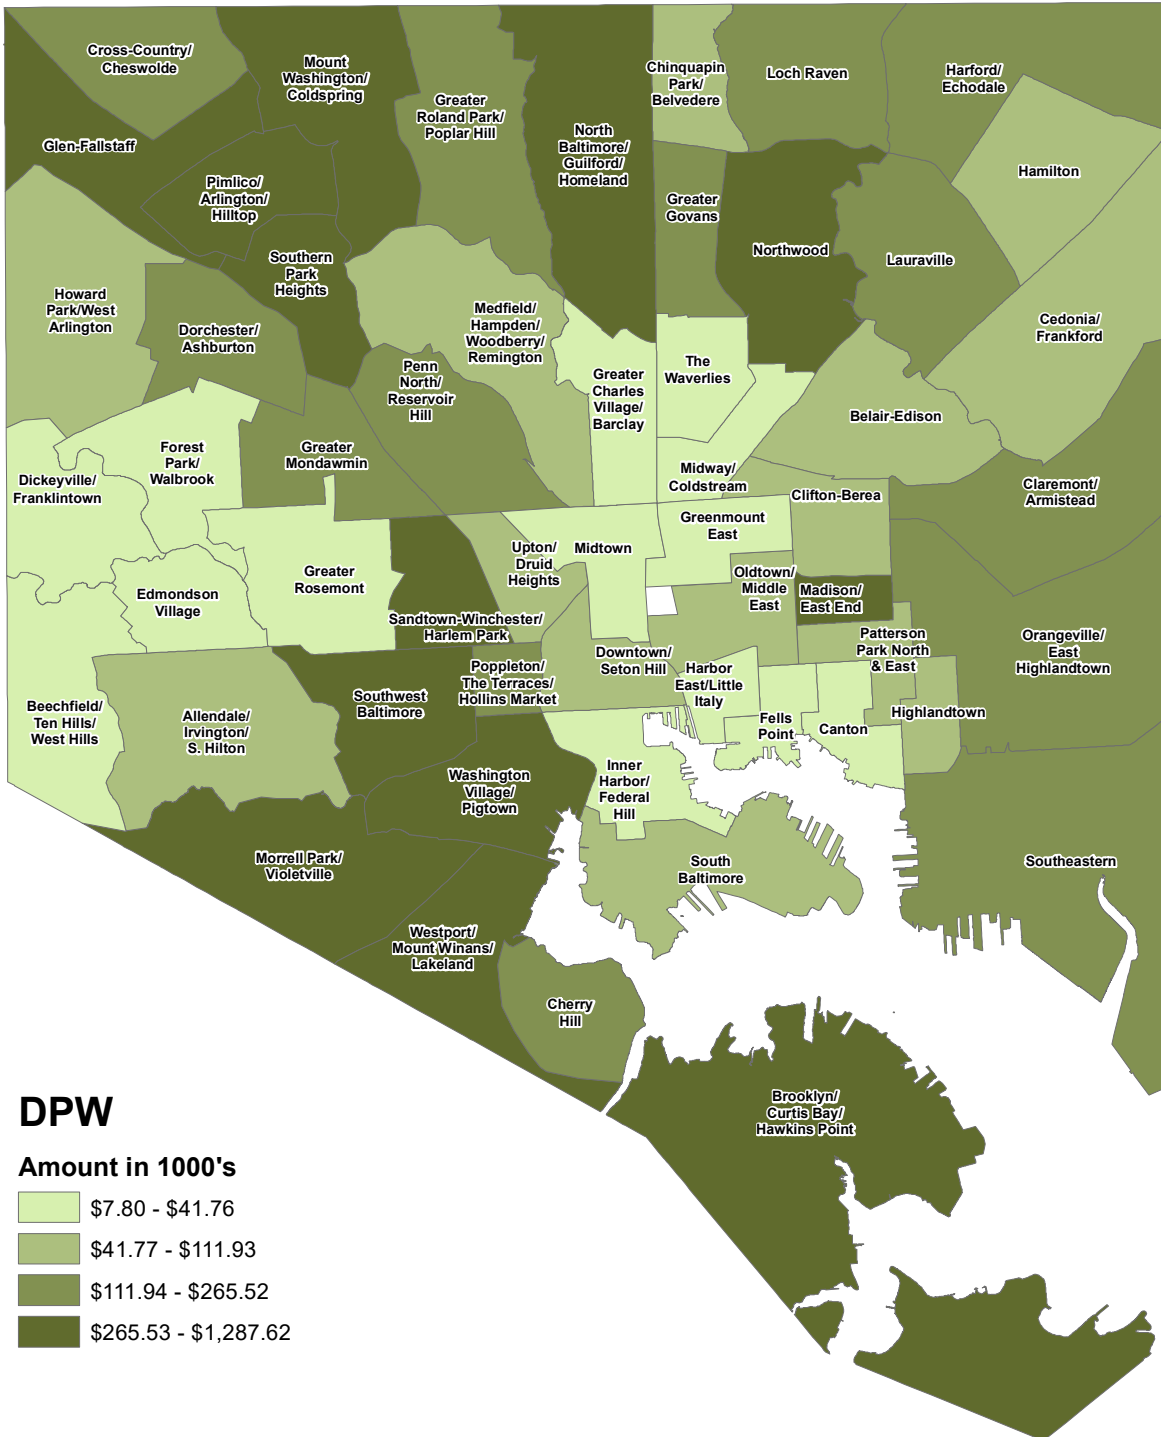 Cross-Country/
Cheswolde
Mount
Washington/
Coldspring
Greater
Roland Park/
Poplar Hill
North
Baltimore/
Guilford/
Homeland
Chinquapin
Park/
Belvedere
Loch Raven
Harford/
Echodale
Glen-Fallstaff
Pimlico/
Arlington/
Hilltop
Hamilton
Greater
Govans
Southern
Park
Heights
Northwood
Lauraville
Howard
Park/West
Arlington
Dorchester/
Ashburton
Medfield/
Hampden/
Woodberry/
Remington
Cedonia/
Frankford
Penn
North/
Reservoir
Hill
Greater
Charles
Village/
Barclay
The
Waverlies
Belair-Edison
Forest
Park/
Walbrook
Greater
Mondawmin
Dickeyville/
Franklintown
Midway/
Coldstream
Clifton-Berea
Claremont/
Armistead
Greenmount
East
Upton/
Druid
Heights
Midtown
Greater
Rosemont
Edmondson
Village
Oldtown/
Middle
East
Madison/
East End
Sandtown-Winchester/
Harlem Park
Patterson
Park North
& East
Orangeville/
East
Highlandtown
Downtown/
Seton Hill
Poppleton/
The Terraces/
Hollins Market
Harbor
East/Little
Italy
Southwest
Baltimore
Beechfield/
Ten Hills/
West Hills
Allendale/
Irvington/
S. Hilton
Fells
Point
Canton
Highlandtown
Inner
Harbor/
Federal
Hill
Washington
Village/
Pigtown
Morrell Park/
Violetville
South
Baltimore
Southeastern
Westport/
Mount Winans/
Lakeland
Cherry
Hill
Brooklyn/
Curtis Bay/
Hawkins Point
DPW
Amount in 1000's
$7.80 - $41.76
$41.77 - $111.93
$111.94 - $265.52
$265.53 - $1,287.62